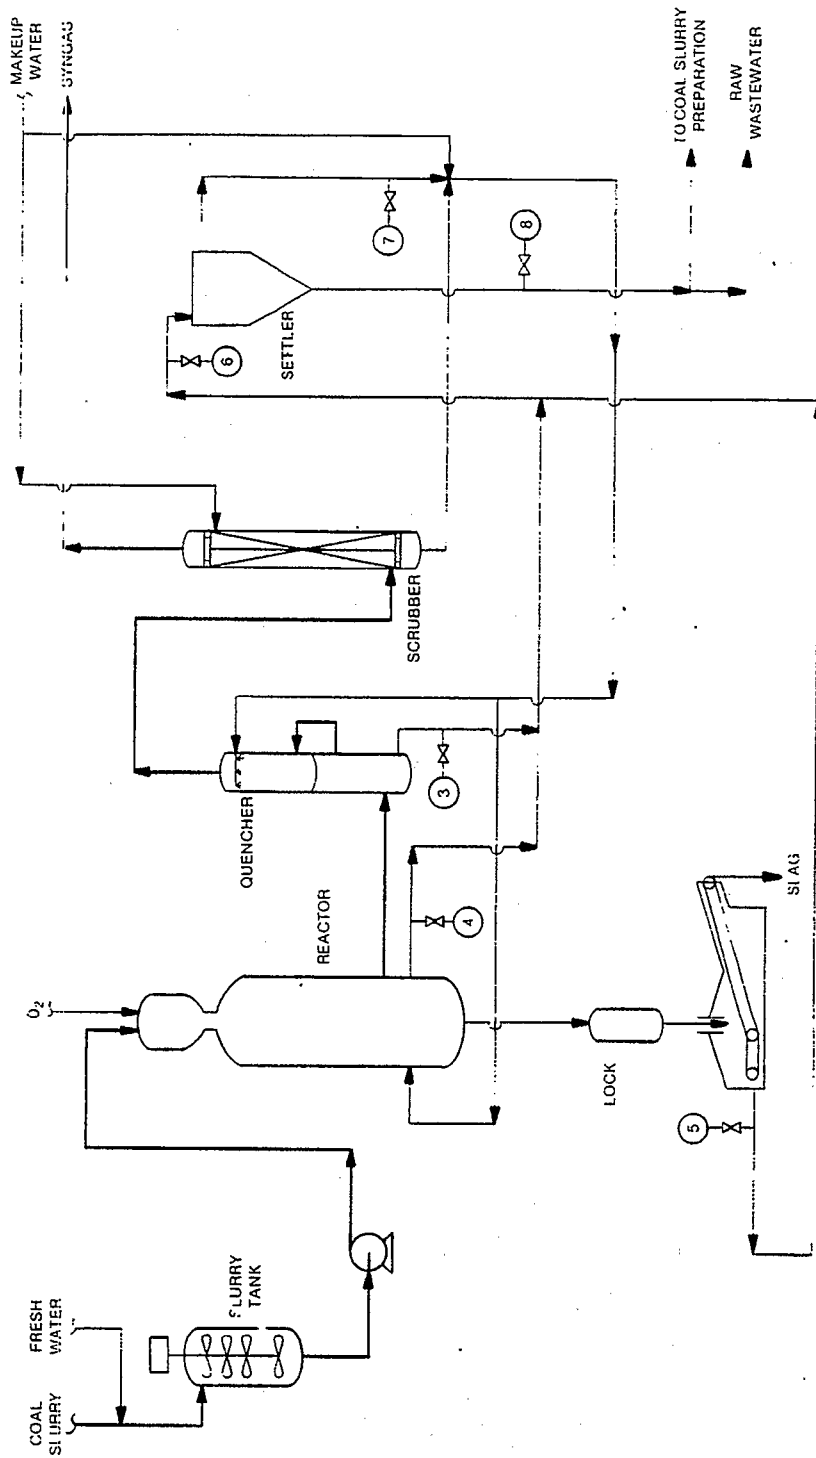 COAL
SLURRY
FRESH
WATER
SLURRY
TANK
O2
REACTOR
4
LOCK
5
SLAG
QUENCHER
3
SCRUBBER
SETTLER
6
7
8
MAKEUP
WATER
SYNGAS
TO COAL SLURRY
PREPARATION
RAW
WASTEWATER